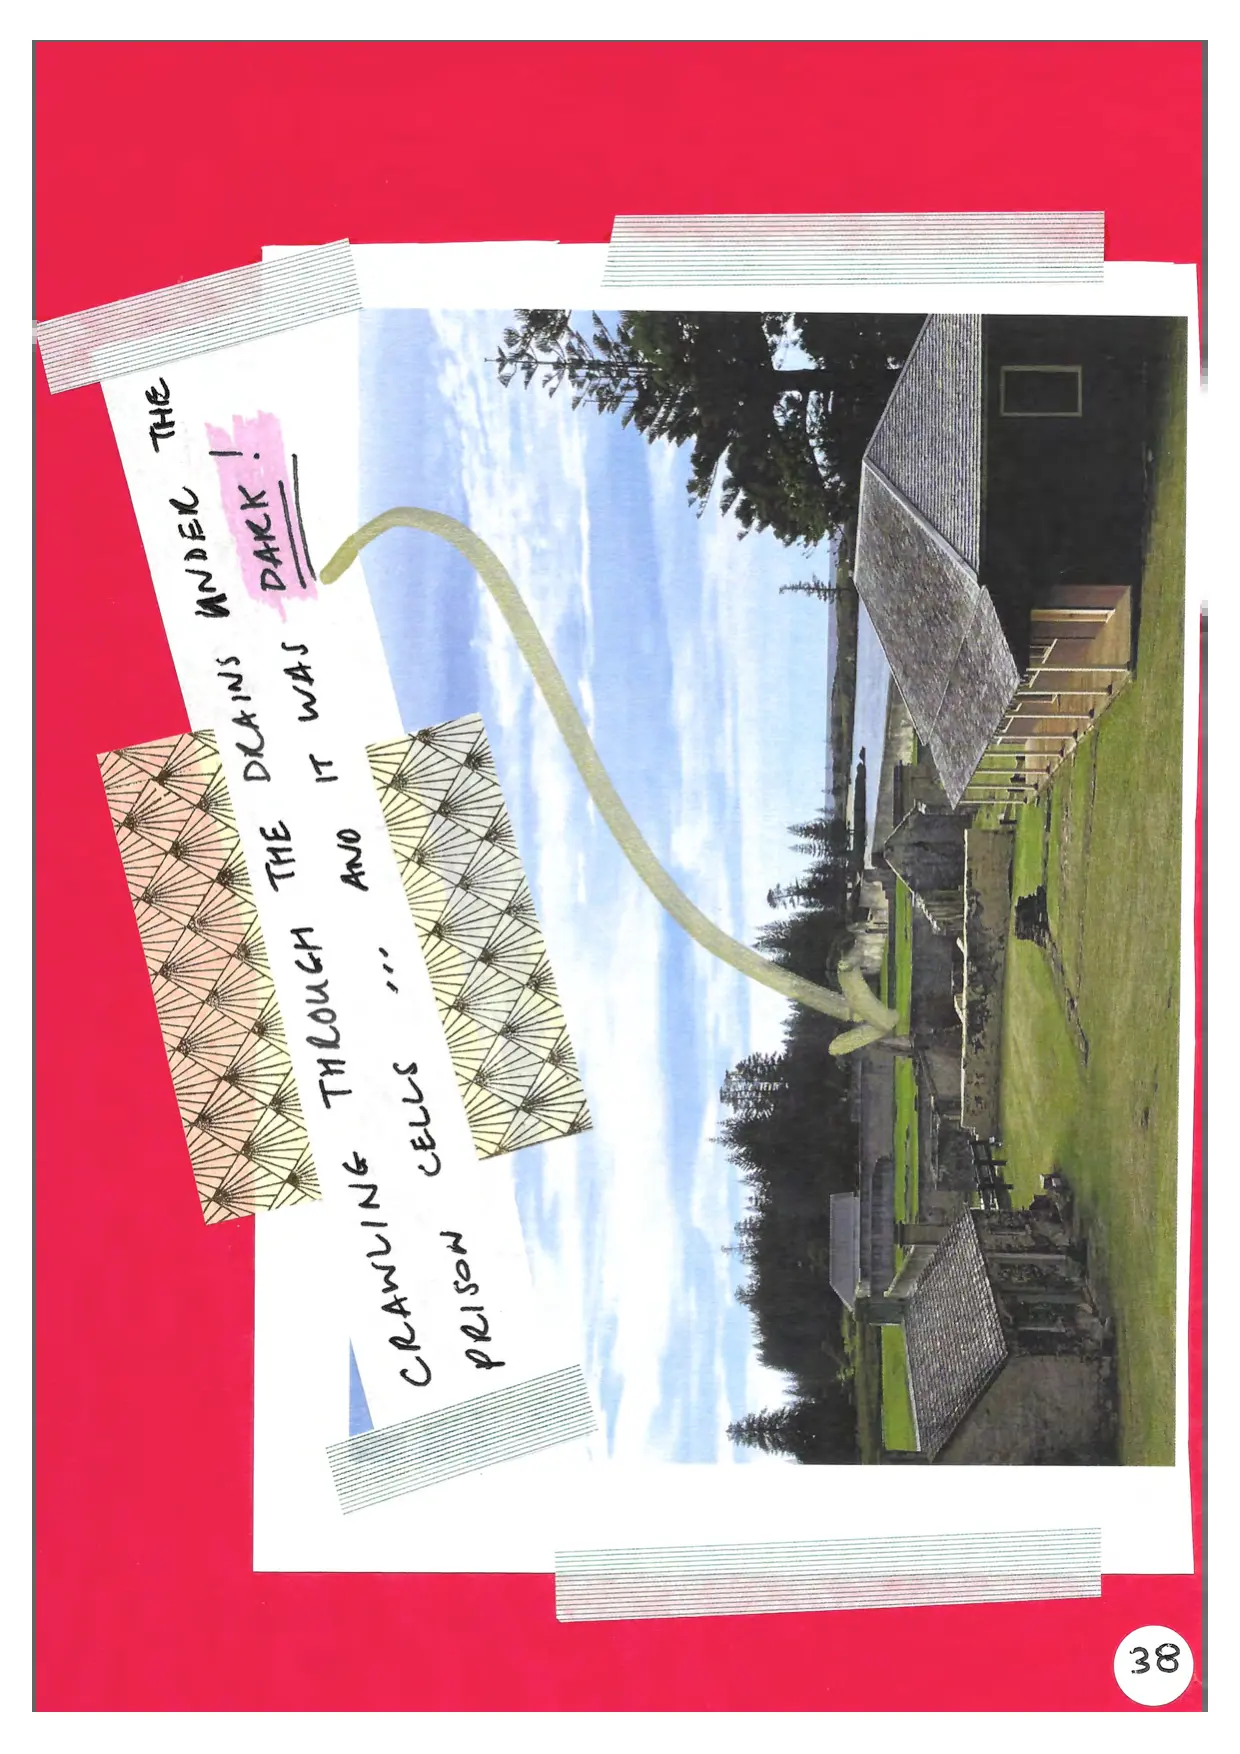 CRAWLING THROUGH THE DRAINS UNDER THE
PRISON CELLS ... AND IT WAS DARK!
38